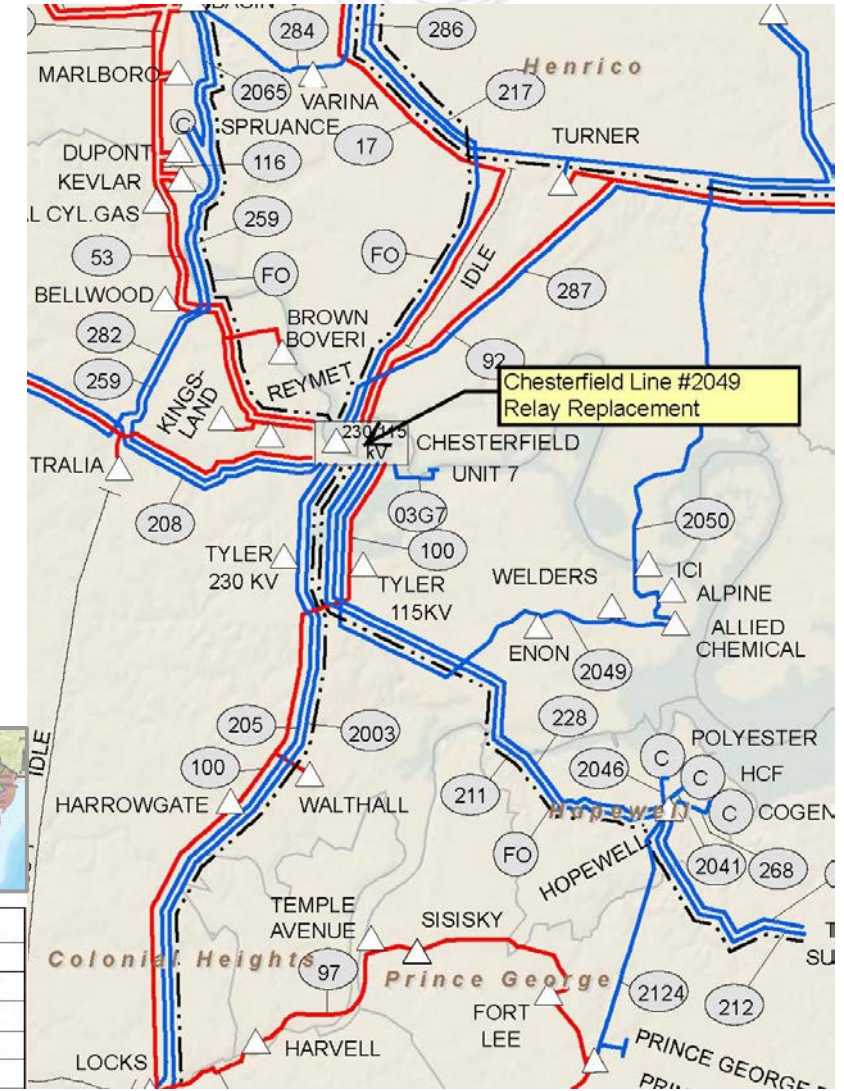 284
286
Henrico
MARLBORO
2065
VARINA
217
SPRUANCE
C
17
TURNER
DUPONT
116
KEVLAR
L CYL.GAS
259
53
FO
FO
IDLE
287
BELLWOOD
BROWN
BOVERI
282
92
259
REYMET
KINGS-
LAND
Chesterfield Line #2049
Relay Replacement
230-115
kV
CHESTERFIELD
TRALIA
UNIT 7
208
03G7
2050
100
TYLER
230 KV
TYLER
115KV
WELDERS
ICI
ALPINE
ALLIED
CHEMICAL
ENON
2049
205
2003
228
POLYESTER
IDLE
100
2046
C
C
HCF
211
HARROWGATE
WALTHALL
Hopewell
C
COGEN
FO
HOPEWELL
2041
268
TEMPLE
AVENUE
SISISKY
Colonial Heights
97
Prince George
SU
2124
212
FORT
LEE
HARVELL
LOCKS
PRINCE GEORGE